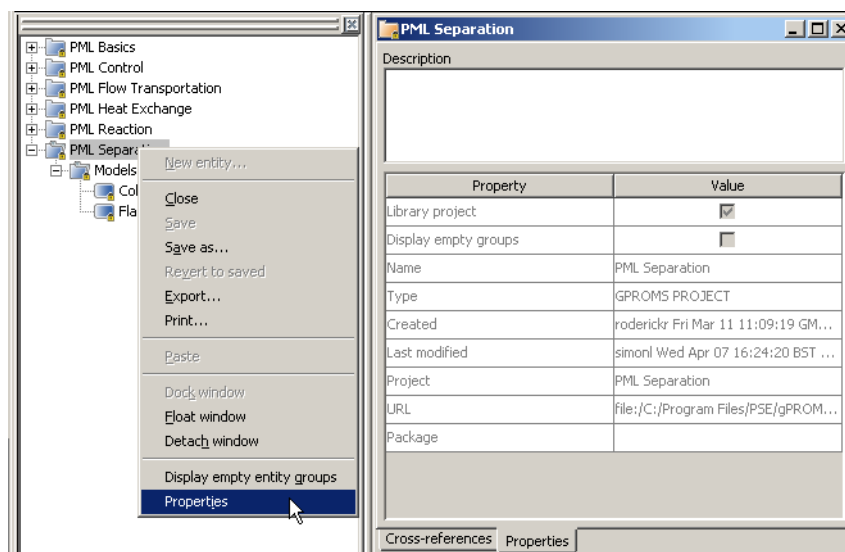 PML Basics
PML Control
PML Flow Transportation
PML Heat Exchange
PML Reaction
PML Separation
Models
Col
Fla
New entity...
Close
Save
Save as...
Revert to saved
Export...
Print...
Paste
Dock window
Float window
Detach window
Display empty entity groups
Properties
PML Separation
Description
Property Value
Library project
Display empty groups
Name PML Separation
Type GPROMS PROJECT
Created roderickr Fri Mar 11 11:09:19 GM...
Last modified simonl Wed Apr 07 16:24:20 BST ...
Project PML Separation
URL file:/C:/Program Files/PSE/gPROM...
Package
Cross-references Properties